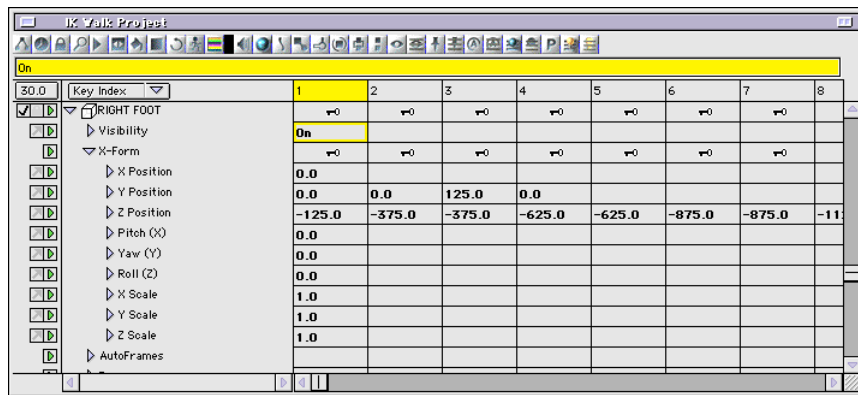 IK Walk Project
On
30.0 Key Index 1 2 3 4 5 6 7 8
RIGHT FOOT
Visibility On
X-Form
X Position 0.0
Y Position 0.0 0.0 125.0 0.0
Z Position -125.0 -375.0 -375.0 -625.0 -625.0 -875.0 -875.0 -11
Pitch (X) 0.0
Yaw (Y) 0.0
Roll (Z) 0.0
X Scale 1.0
Y Scale 1.0
Z Scale 1.0
AutoFrames